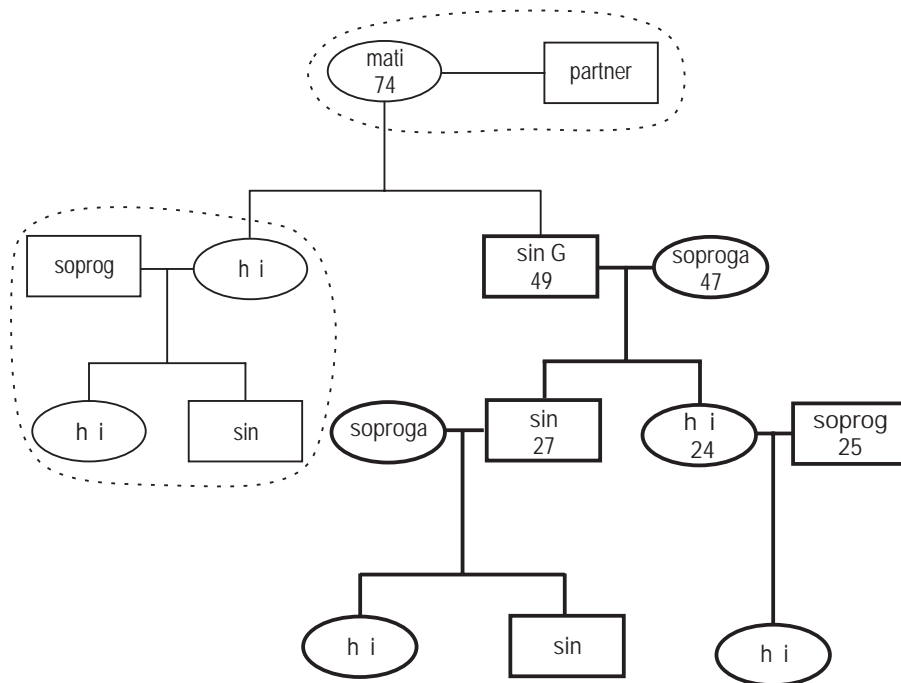 mati
74
partner
soprog
h i
sin G
49
soproga
47
h i
sin
soproga
sin
27
h i
24
soprog
25
h i
sin
h i